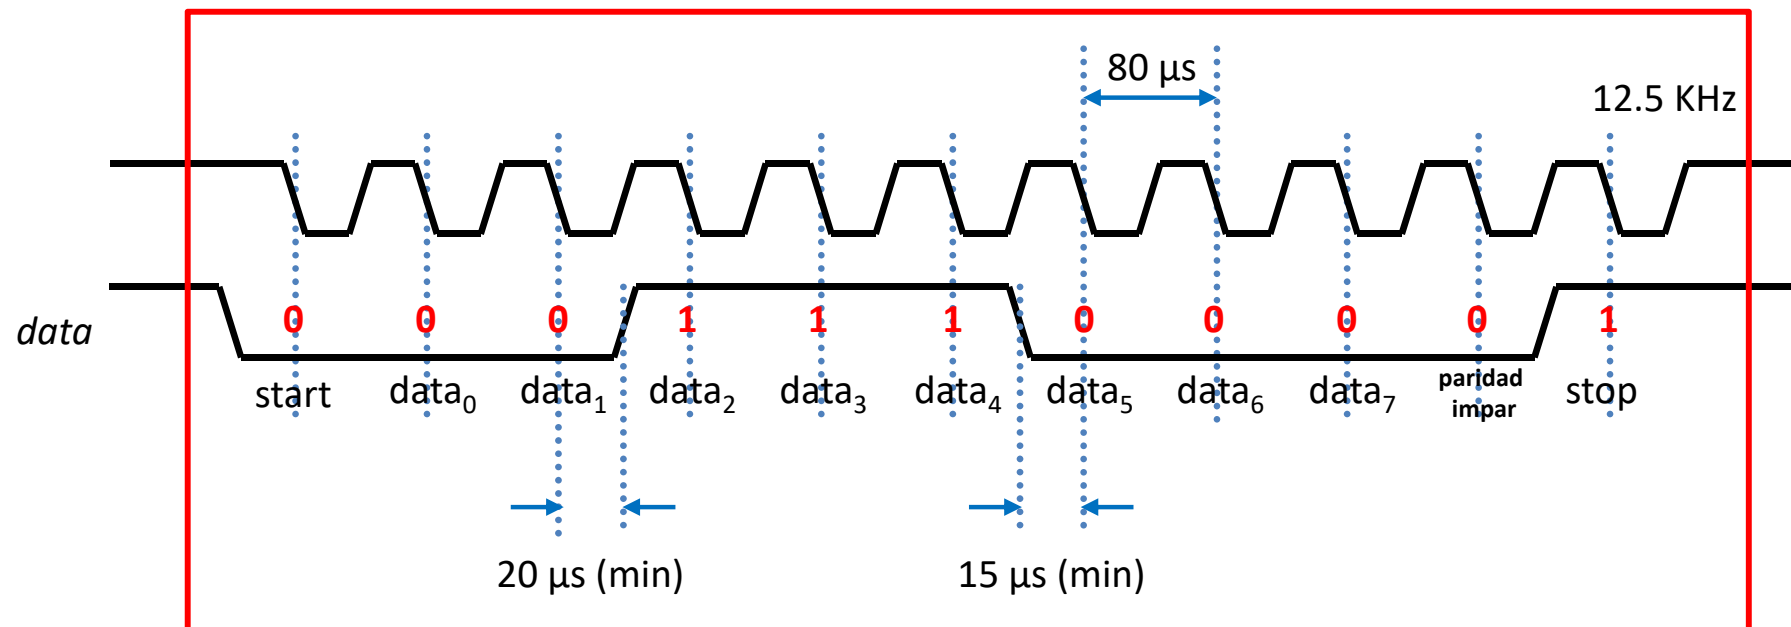 80 µs
12.5 KHz
data
0 0 0 1 1 1 0 0 0 0 1
start data₀ data₁ data₂ data₃ data₄ data₅ data₆ data₇ paridad impar stop
20 µs (min) 15 µs (min)